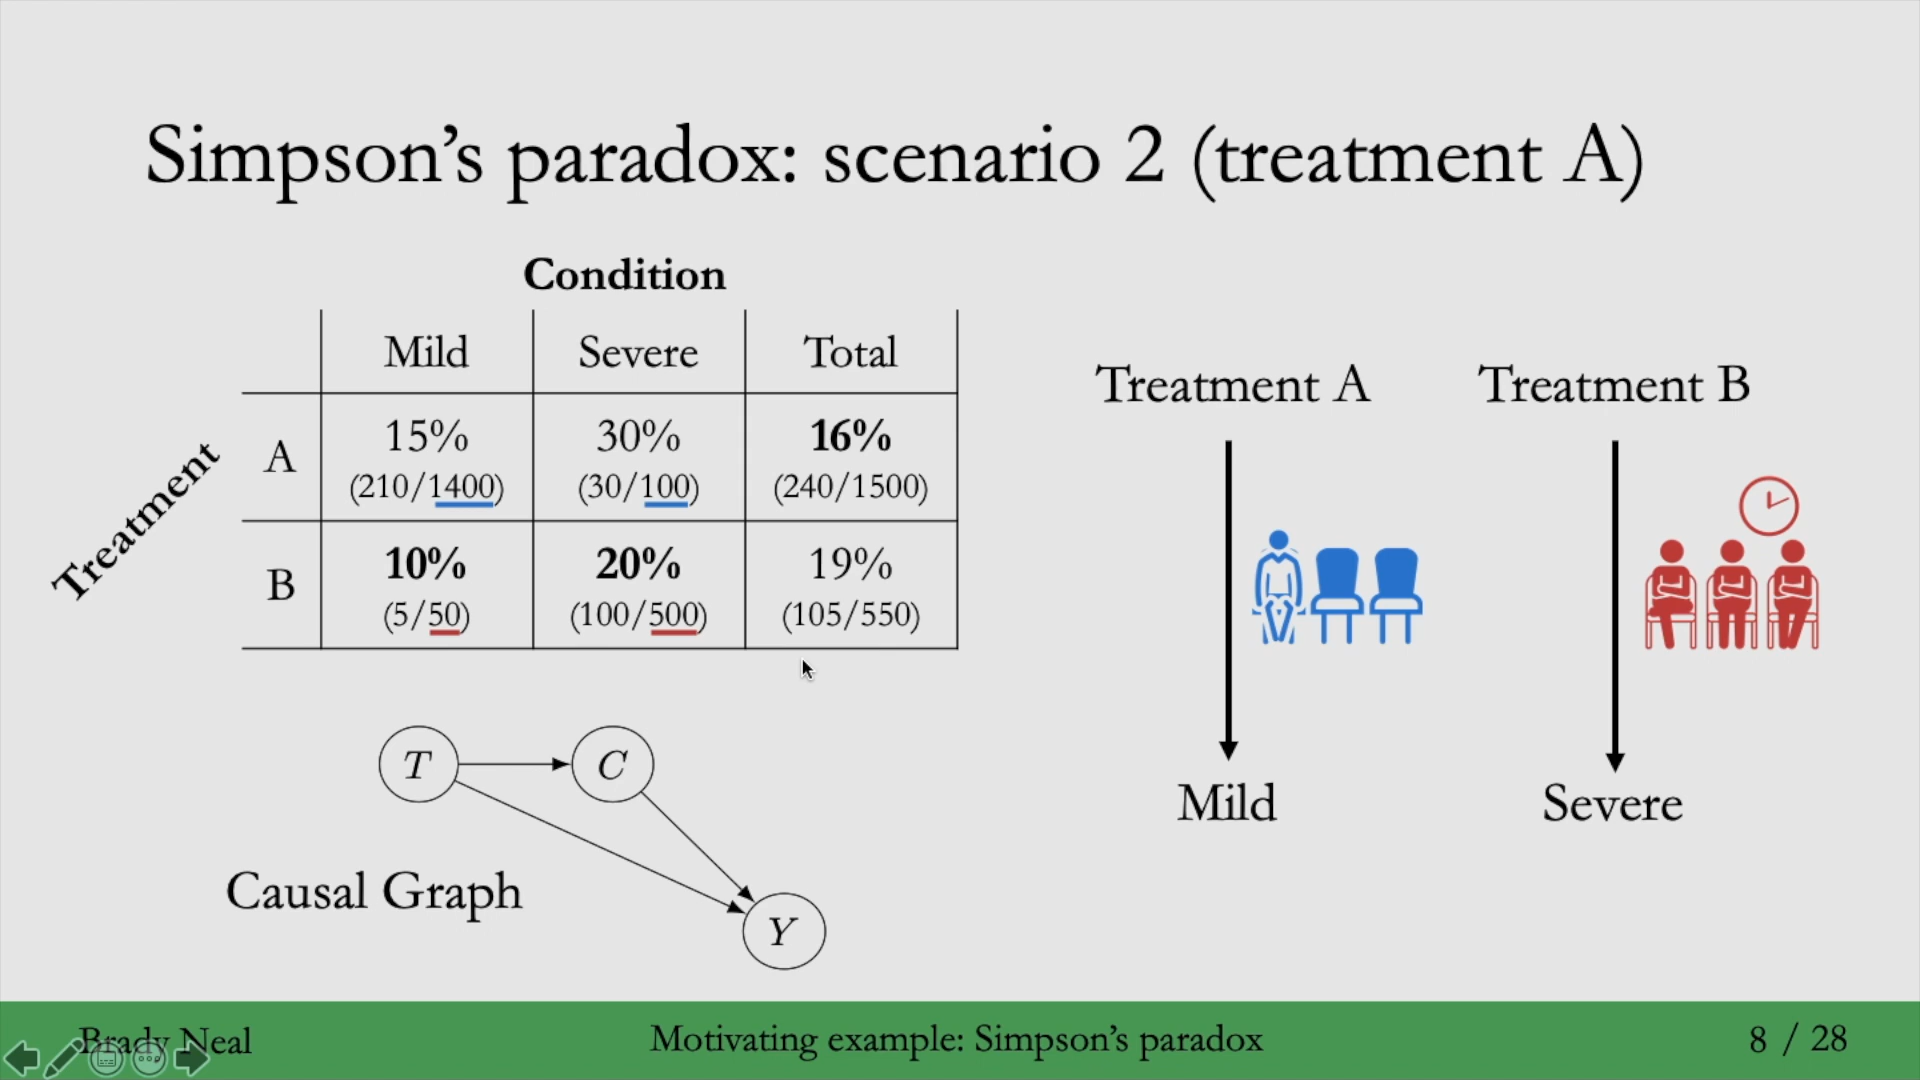 Simpson's paradox: scenario 2 (treatment A)
Condition
Mild Severe Total
Treatment
A 15% 30% 16%
(210/1400) (30/100) (240/1500)
B 10% 20% 19%
(5/50) (100/500) (105/550)
Treatment A Treatment B
Mild Severe
T C
Y
Causal Graph
Brady Neal Motivating example: Simpson's paradox 8 / 28